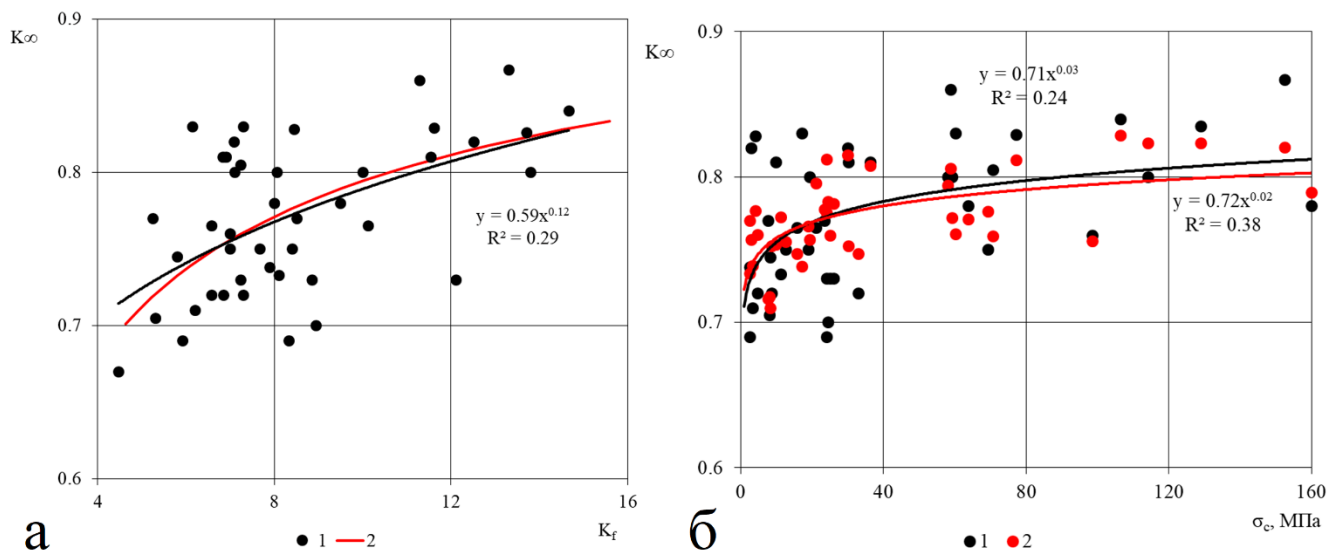 K∞
0.9
0.8
0.7
0.6
4
8
12
16
y = 0.59x^0.12
R² = 0.29
K_f
а
1
2
K∞
0.9
0.8
0.7
0.6
0
40
80
120
160
y = 0.71x^0.03
R² = 0.24
y = 0.72x^0.02
R² = 0.38
σ_c, МПа
б
1
2